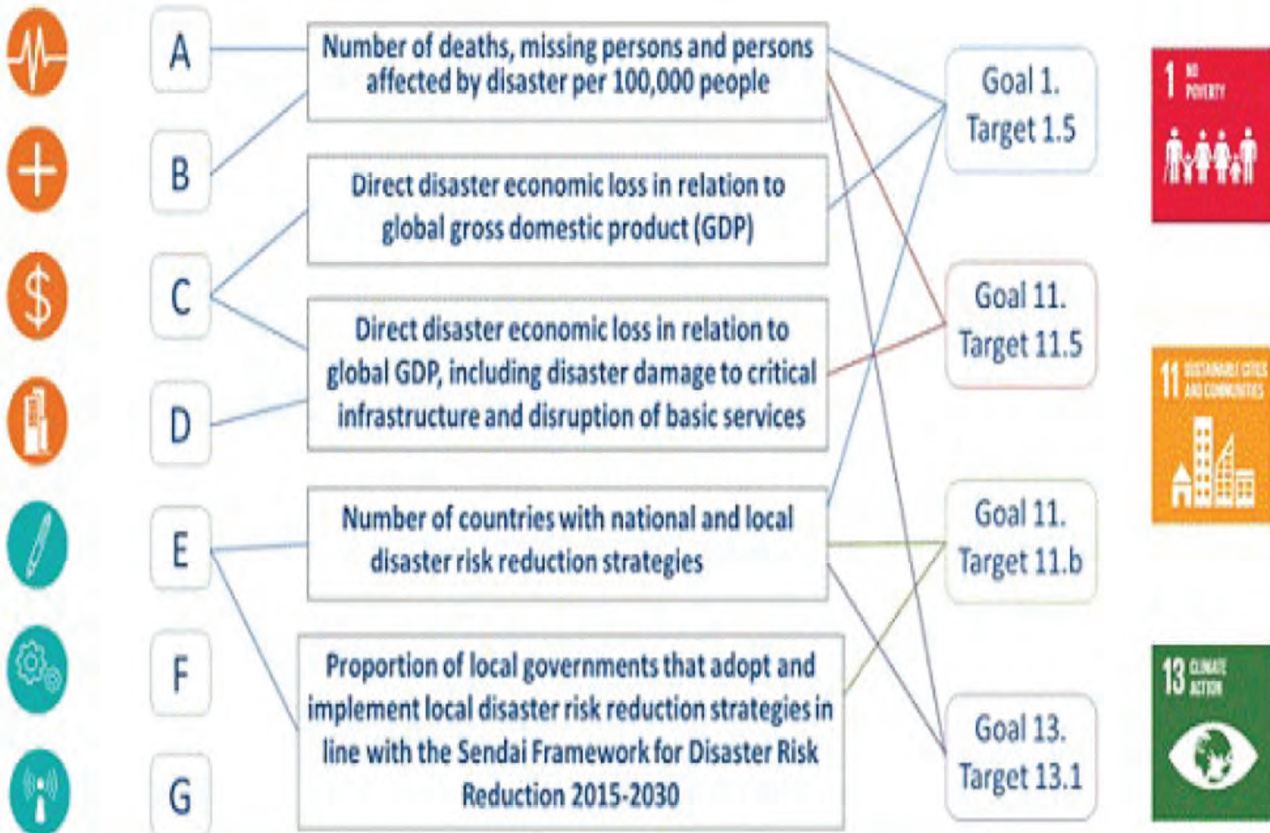 A
B
C
D
E
F
G
Number of deaths, missing persons and persons
affected by disaster per 100,000 people
Direct disaster economic loss in relation to
global gross domestic product (GDP)
Direct disaster economic loss in relation to
global GDP, including disaster damage to critical
infrastructure and disruption of basic services
Number of countries with national and local
disaster risk reduction strategies
Proportion of local governments that adopt and
implement local disaster risk reduction strategies in
line with the Sendai Framework for Disaster Risk
Reduction 2015-2030
Goal 1.
Target 1.5
Goal 11.
Target 11.5
Goal 11.
Target 11.b
Goal 13.
Target 13.1
1 NO
POVERTY
11 SUSTAINABLE CITIES
AND COMMUNITIES
13 CLIMATE
ACTION
$